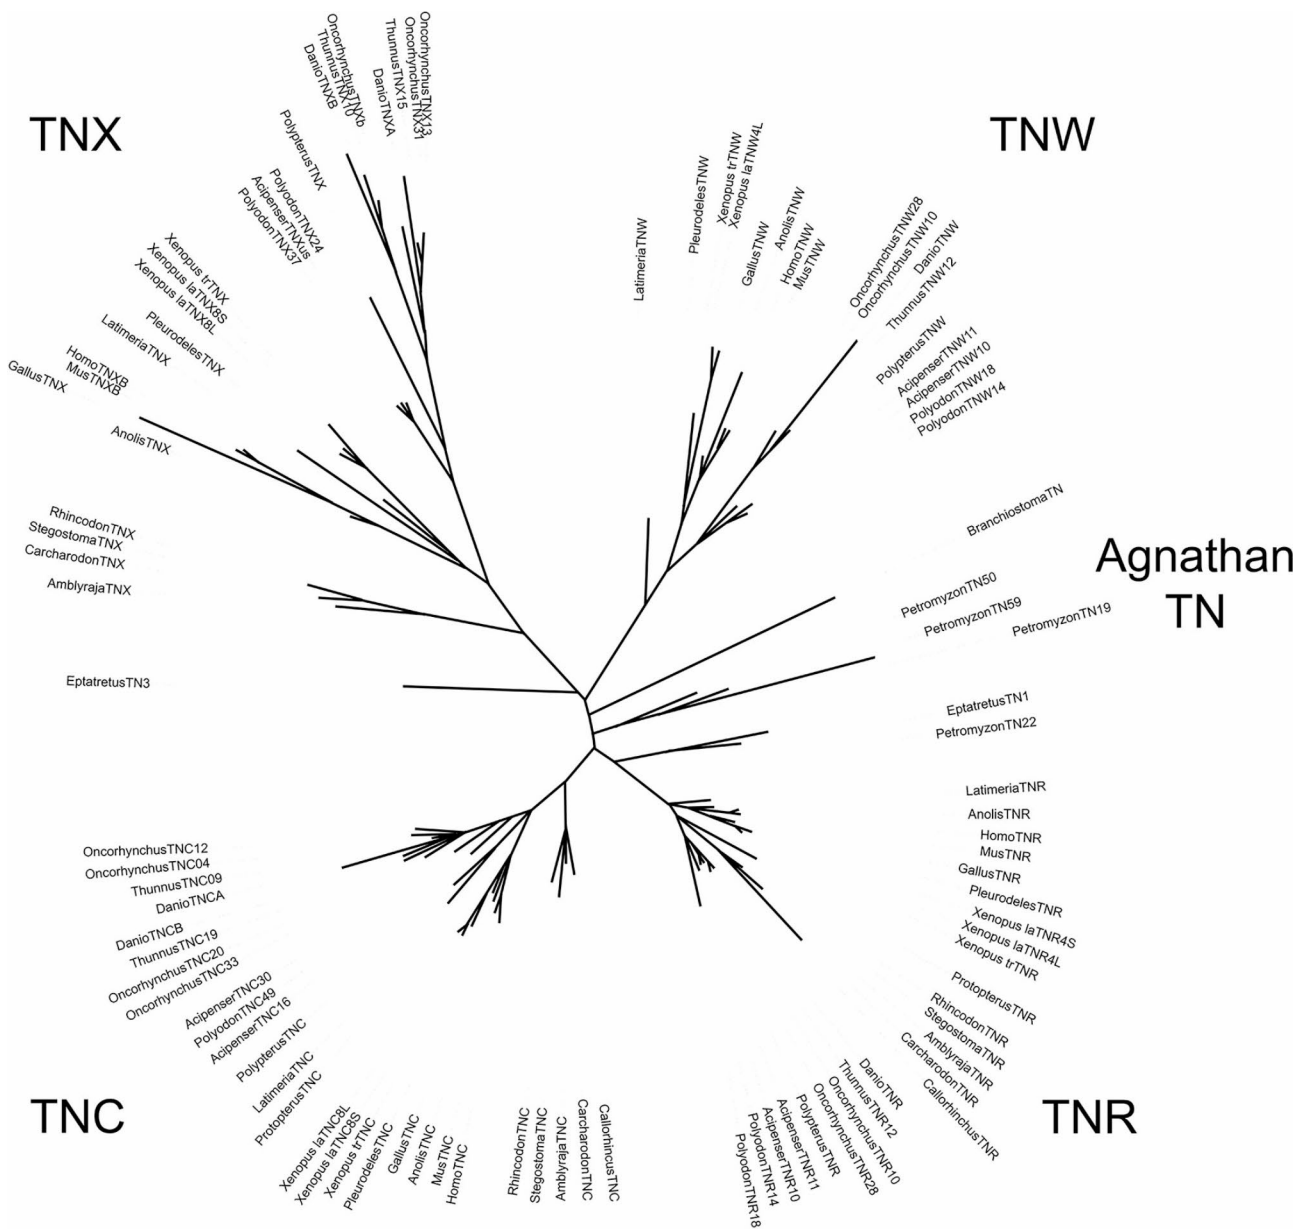 TNX
OncorhynchusTNXb
ThunnusTNX10
DanioTNXB
OncorhynchusTNX13
OncorhynchusTNX31
ThunnusTNX15
DanioTNXA
PolypterusTNX
PolyodonTNX24
AcipenserTNXus
PolyodonTNX37
Xenopus trTNX
Xenopus laTNX8S
Xenopus laTNX8L
PleurodelesTNX
LatimeriaTNX
HomoTNXB
MusTNXB
GallusTNX
AnolisTNX
RhincodonTNX
StegostomaTNX
CarcharodonTNX
AmblyrajaTNX
EptatretusTN3
TNW
LatimeriaTNW
PleurodelesTNW
Xenopus trTNW
Xenopus laTNW4L
GallusTNW
AnolisTNW
HomoTNW
MusTNW
OncorhynchusTNW28
OncorhynchusTNW10
DanioTNW
ThunnusTNW12
PolypterusTNW
AcipenserTNW11
AcipenserTNW10
PolyodonTNW18
PolyodonTNW14
BranchiostomaTN
Agnathan
TN
PetromyzonTN50
PetromyzonTN59
PetromyzonTN19
EptatretusTN1
PetromyzonTN22
LatimeriaTNR
AnolisTNR
HomoTNR
MusTNR
GallusTNR
PleurodelesTNR
Xenopus laTNR4S
Xenopus laTNR4L
Xenopus trTNR
ProtopterusTNR
RhincodonTNR
StegostomaTNR
AmblyrajaTNR
CarcharodonTNR
CallorhinchusTNR
TNR
DanioTNR
ThunnusTNR12
OncorhynchusTNR10
OncorhynchusTNR28
PolypterusTNR
AcipenserTNR11
AcipenserTNR10
PolyodonTNR14
PolyodonTNR18
OncorhynchusTNC12
OncorhynchusTNC04
ThunnusTNC09
DanioTNCA
DanioTNCB
ThunnusTNC19
OncorhynchusTNC20
OncorhynchusTNC33
AcipenserTNC30
PolyodonTNC49
AcipenserTNC16
PolypterusTNC
LatimeriaTNC
ProtopterusTNC
TNC
Xenopus laTNC8L
Xenopus laTNC8S
Xenopus trTNC
PleurodelesTNC
GallusTNC
AnolisTNC
MusTNC
HomoTNC
RhincodonTNC
StegostomaTNC
AmblyrajaTNC
CarcharodonTNC
CallorhincusTNC